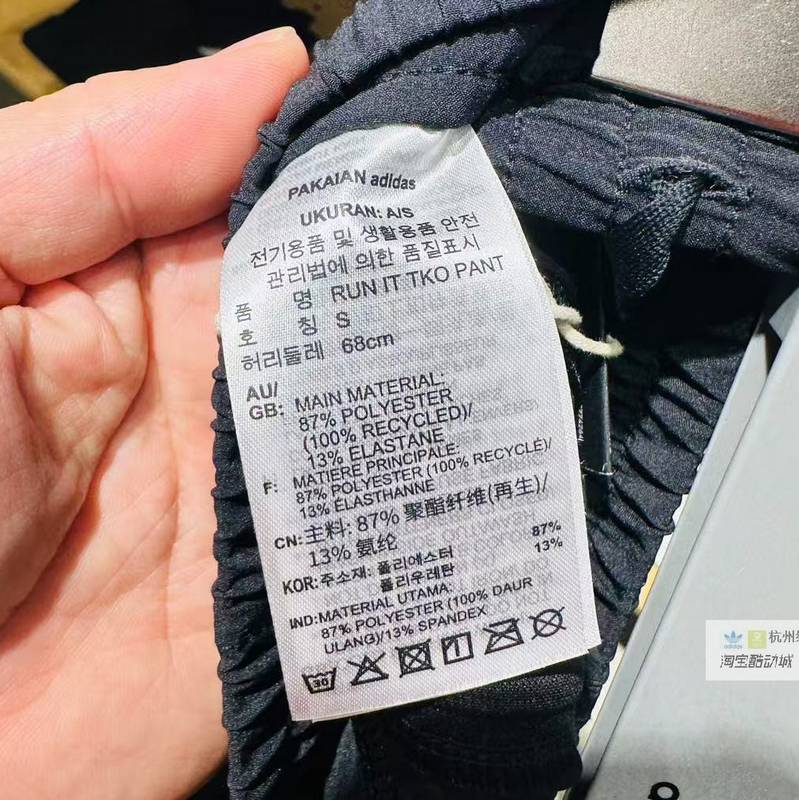 PAKAIAN adidas
UKURAN: A/S
전기용품 및 생활용품 안전
관리법에 의한 품질표시
품 명 RUN IT TKO PANT
호 칭 S
허리둘레 68cm
AU/
GB: MAIN MATERIAL:
87% POLYESTER
(100% RECYCLED)/
13% ELASTANE
F: MATIERE PRINCIPALE:
87% POLYESTER (100% RECYCLÉ)/
13% ÉLASTHANNE
CN: 主料: 87% 聚酯纤维(再生)/
13% 氨纶
KOR: 주소재: 폴리에스터 87%
폴리우레탄 13%
IND: MATERIAL UTAMA:
87% POLYESTER (100% DAUR
ULANG)/13% SPANDEX
30
adidas
杭州
淘宝酷动城